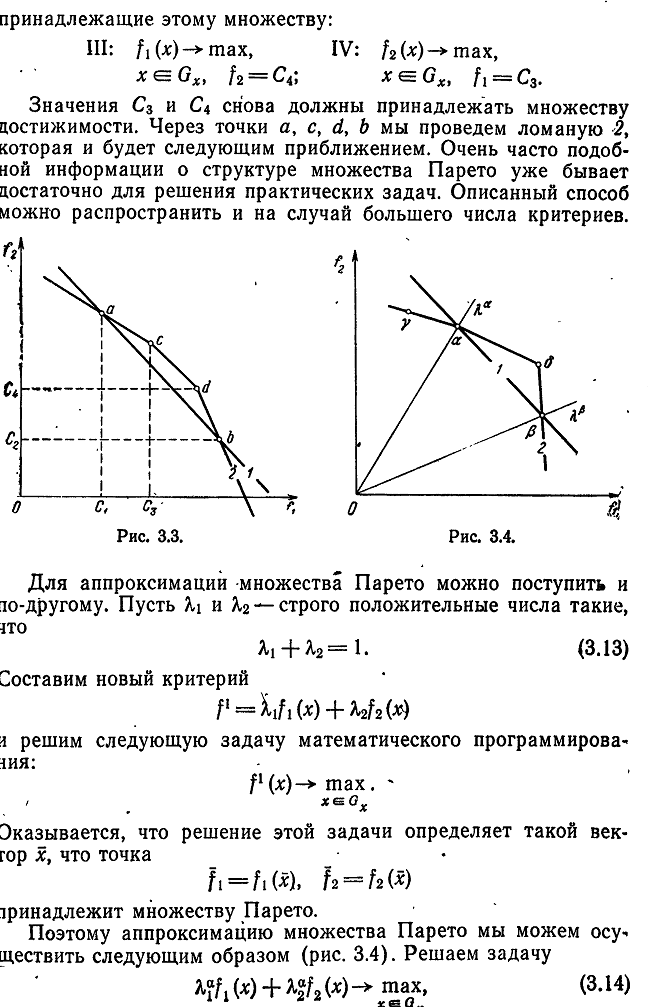 принадлежащие этому множеству:
III: f₁(x)→max, IV: f₂(x)→max,
x∈Gₓ, f₂=C₄; x∈Gₓ, f₁=C₃.
Значения C₃ и C₄ снова должны принадлежать множеству
достижимости. Через точки a, c, d, b мы проведем ломаную 2,
которая и будет следующим приближением. Очень часто подоб-
ной информации о структуре множества Парето уже бывает
достаточно для решения практических задач. Описанный способ
можно распространить и на случай большего числа критериев.
f₂
a
c
C₄
d
C₂
b
2 1
0 C₁ C₃ f₁
Рис. 3.3.
f₂
λᵅ
γ
α
1
δ
λᵝ
β
2
0
Рис. 3.4.
Для аппроксимаций множества Парето можно поступить и
по-другому. Пусть λ₁ и λ₂ — строго положительные числа такие,
что
λ₁+λ₂=1. (3.13)
Составим новый критерий
f¹=λ₁f₁(x)+λ₂f₂(x)
и решим следующую задачу математического программирова-
ния:
f¹(x)→ max.
x∈Gₓ
Оказывается, что решение этой задачи определяет такой век-
тор x̄, что точка
f̄₁=f₁(x̄), f̄₂=f₂(x̄)
принадлежит множеству Парето.
Поэтому аппроксимацию множества Парето мы можем осу-
ществить следующим образом (рис. 3.4). Решаем задачу
λ₁ᵅf₁(x)+λ₂ᵅf₂(x)→ max, (3.14)
x∈Gₓ